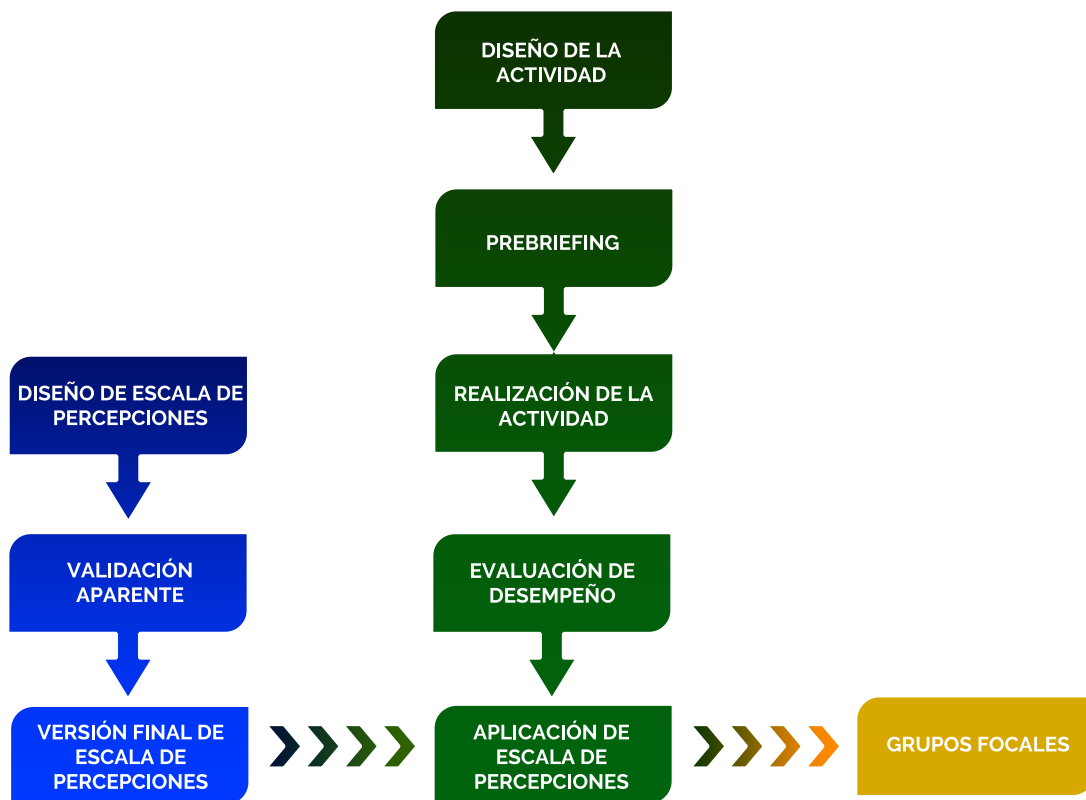 DISEÑO DE LA
ACTIVIDAD
PREBRIEFING
DISEÑO DE ESCALA DE
PERCEPCIONES
REALIZACIÓN DE LA
ACTIVIDAD
VALIDACIÓN
APARENTE
EVALUACIÓN DE
DESEMPEÑO
VERSIÓN FINAL DE
ESCALA DE
PERCEPCIONES
APLICACIÓN DE
ESCALA DE
PERCEPCIONES
GRUPOS FOCALES